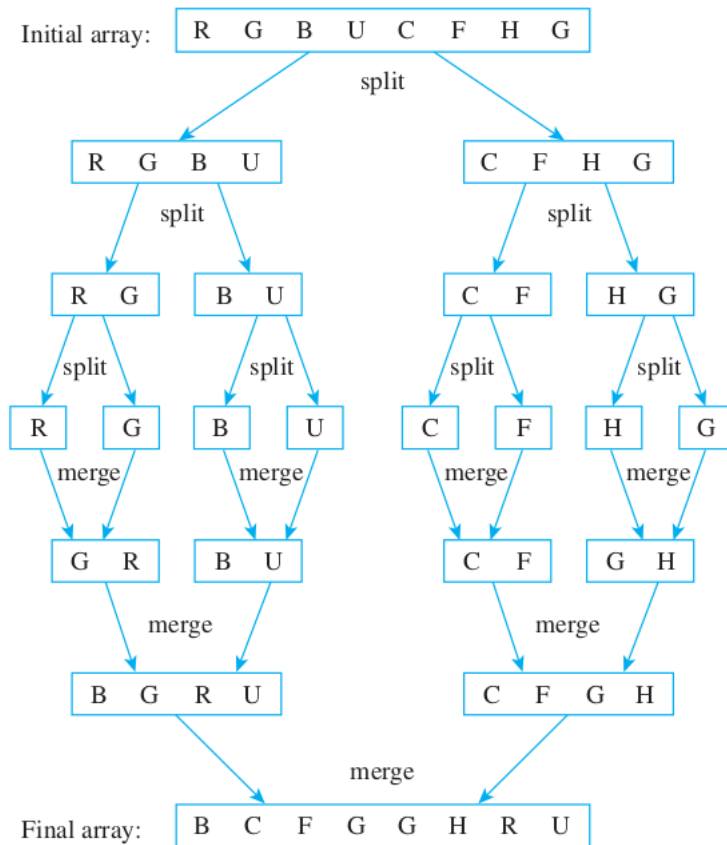 Initial array: R G B U C F H G
split
R G B U C F H G
split split
R G B U C F H G
split split split split
R G B U C F H G
merge merge merge merge
G R B U C F G H
merge merge
B G R U C F G H
merge
Final array: B C F G G H R U